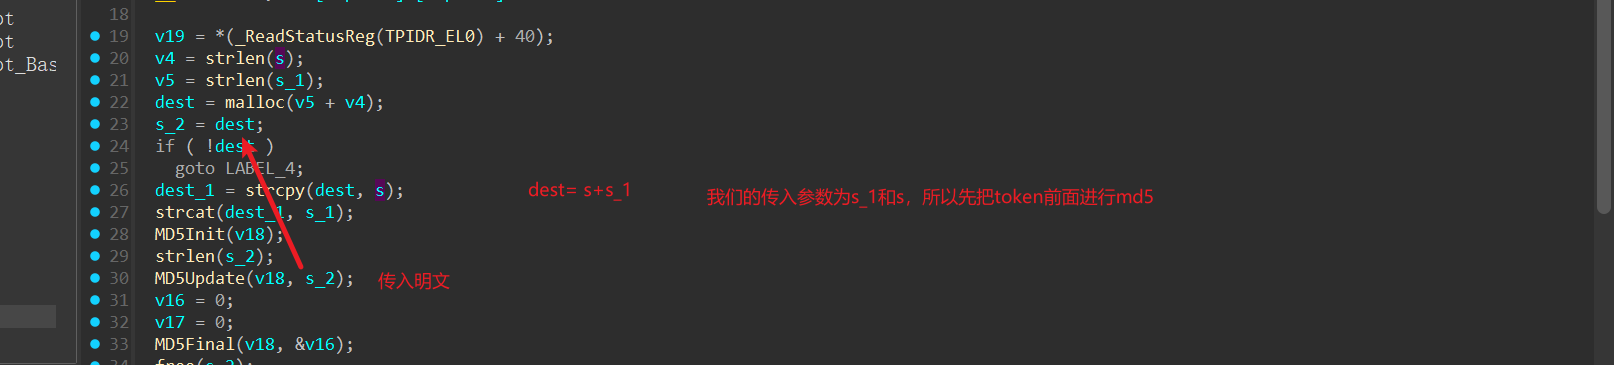 ot
ot
ot_Bas
18
19 v19 = *(_ReadStatusReg(TPIDR_EL0) + 40);
20 v4 = strlen(s);
21 v5 = strlen(s_1);
22 dest = malloc(v5 + v4);
23 s_2 = dest;
24 if ( !dest )
25 goto LABEL_4;
26 dest_1 = strcpy(dest, s); dest= s+s_1 我们的传入参数为s_1和s，所以先把token前面进行md5
27 strcat(dest_1, s_1);
28 MD5Init(v18);
29 strlen(s_2);
30 MD5Update(v18, s_2); 传入明文
31 v16 = 0;
32 v17 = 0;
33 MD5Final(v18, &v16);
34 free(s_2);